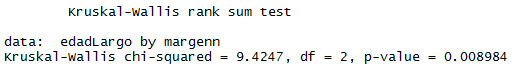 Kruskal-Wallis rank sum test
data:  edadLargo by margenn
Kruskal-Wallis chi-squared = 9.4247, df = 2, p-value = 0.008984